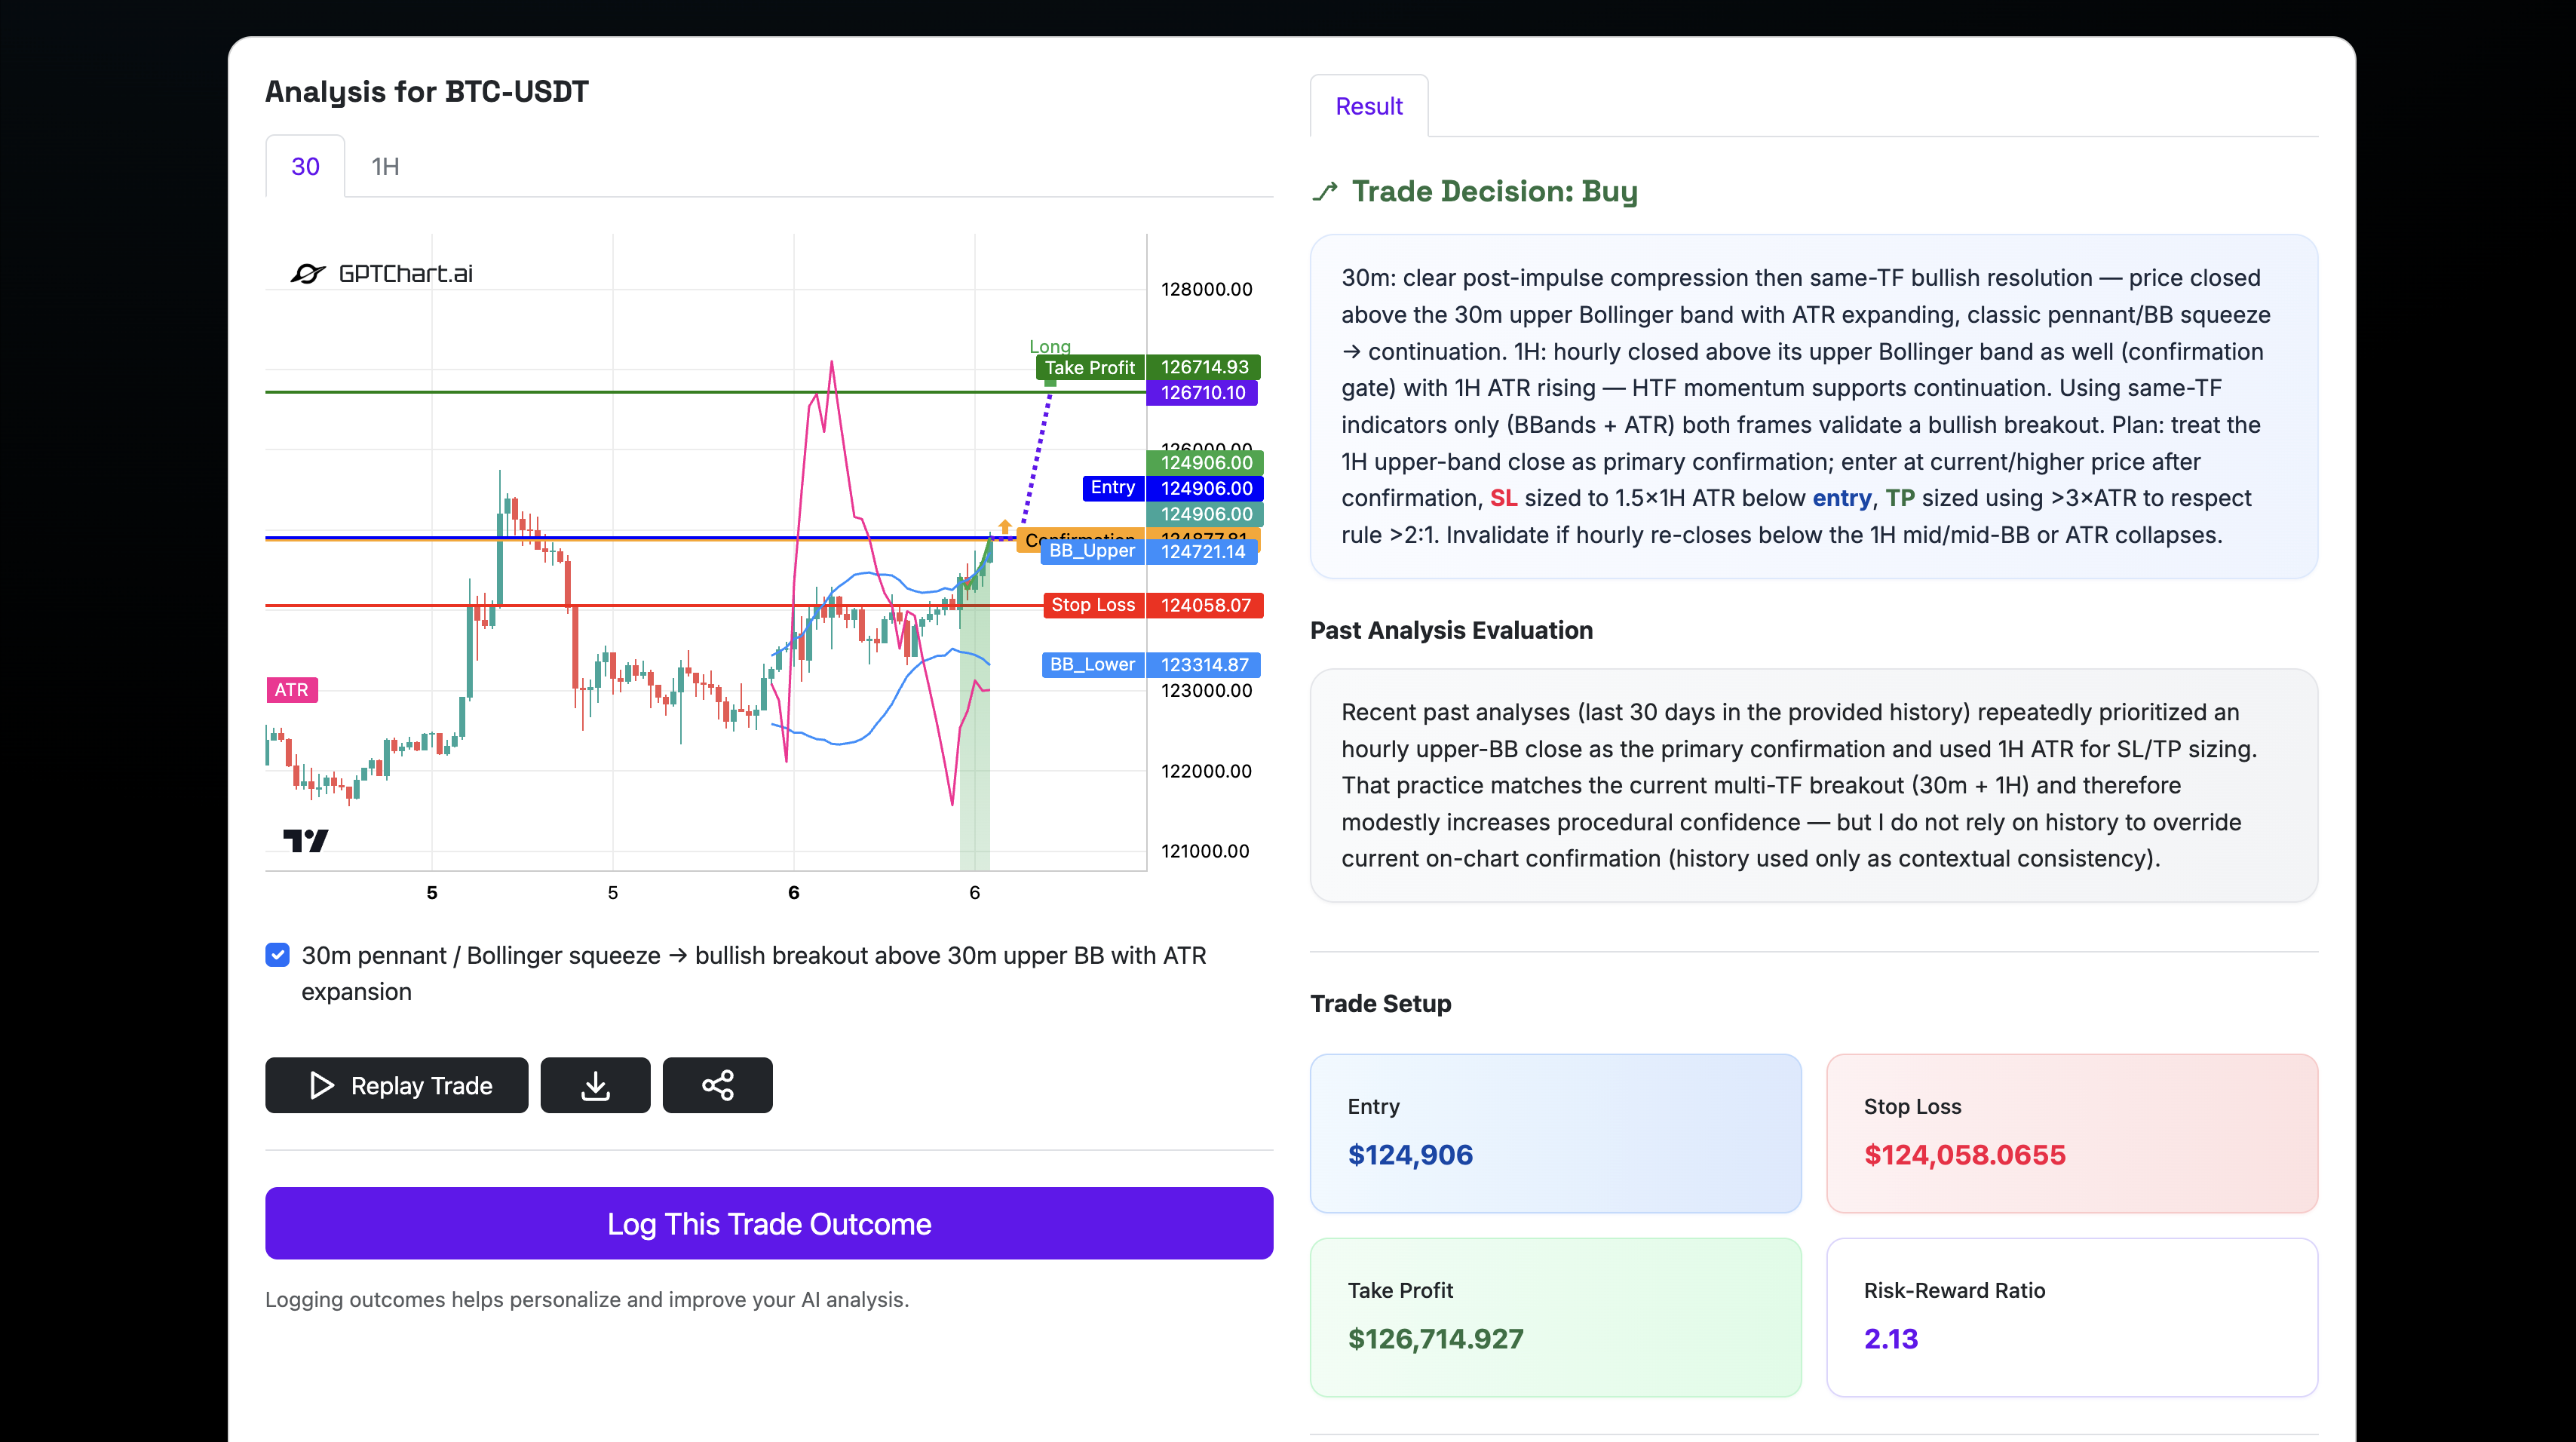 Analysis for BTC-USDT
30
1H
GPTChart.ai
128000.00
Long
Take Profit
126714.93
126710.10
126000.00
124906.00
Entry
124906.00
124906.00
Confirmation
124877.81
BB_Upper
124721.14
Stop Loss
124058.07
BB_Lower
123314.87
ATR
123000.00
122000.00
121000.00
5
5
6
6
30m pennant / Bollinger squeeze → bullish breakout above 30m upper BB with ATR
expansion
Replay Trade
Log This Trade Outcome
Logging outcomes helps personalize and improve your AI analysis.
Result
Trade Decision: Buy
30m: clear post-impulse compression then same-TF bullish resolution — price closed
above the 30m upper Bollinger band with ATR expanding, classic pennant/BB squeeze
→ continuation. 1H: hourly closed above its upper Bollinger band as well (confirmation
gate) with 1H ATR rising — HTF momentum supports continuation. Using same-TF
indicators only (BBands + ATR) both frames validate a bullish breakout. Plan: treat the
1H upper-band close as primary confirmation; enter at current/higher price after
confirmation, SL sized to 1.5×1H ATR below entry, TP sized using >3×ATR to respect
rule >2:1. Invalidate if hourly re-closes below the 1H mid/mid-BB or ATR collapses.
Past Analysis Evaluation
Recent past analyses (last 30 days in the provided history) repeatedly prioritized an
hourly upper-BB close as the primary confirmation and used 1H ATR for SL/TP sizing.
That practice matches the current multi-TF breakout (30m + 1H) and therefore
modestly increases procedural confidence — but I do not rely on history to override
current on-chart confirmation (history used only as contextual consistency).
Trade Setup
Entry
$124,906
Stop Loss
$124,058.0655
Take Profit
$126,714.927
Risk-Reward Ratio
2.13